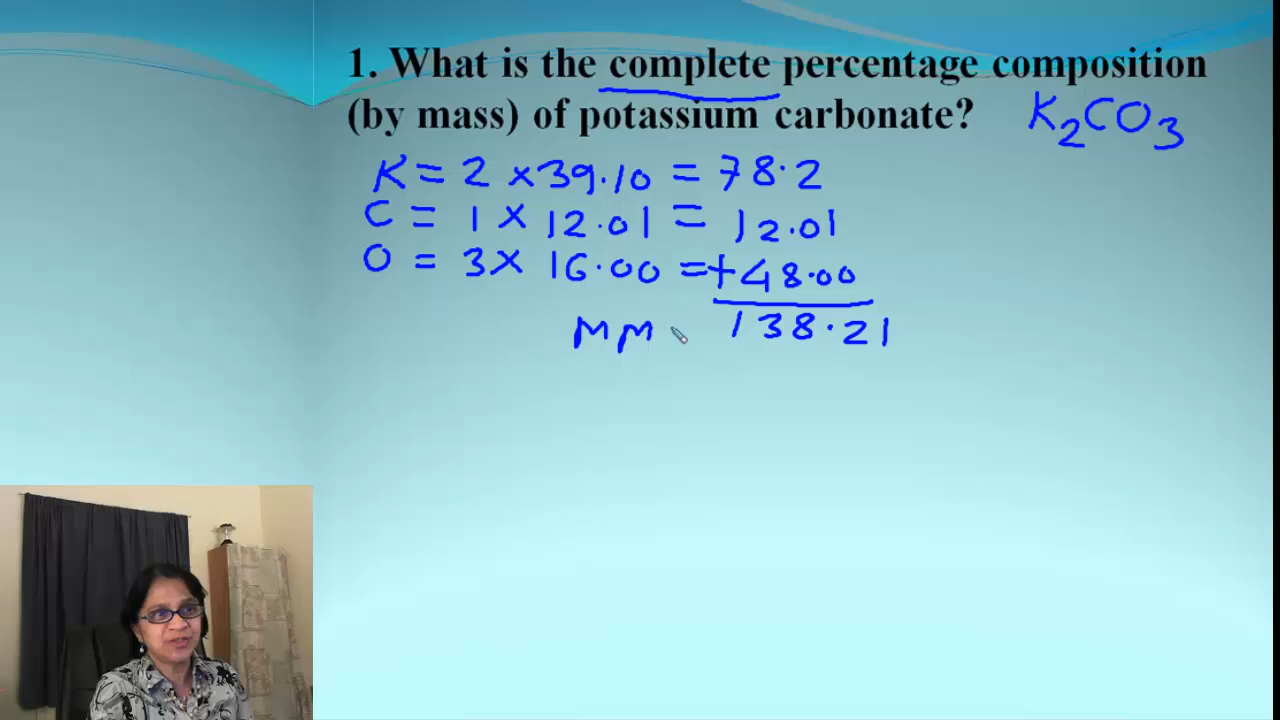 1. What is the complete percentage composition
(by mass) of potassium carbonate? K₂CO₃
K = 2 × 39.10 = 78.2
C = 1 × 12.01 = 12.01
O = 3 × 16.00 = +48.00
MM 138.21